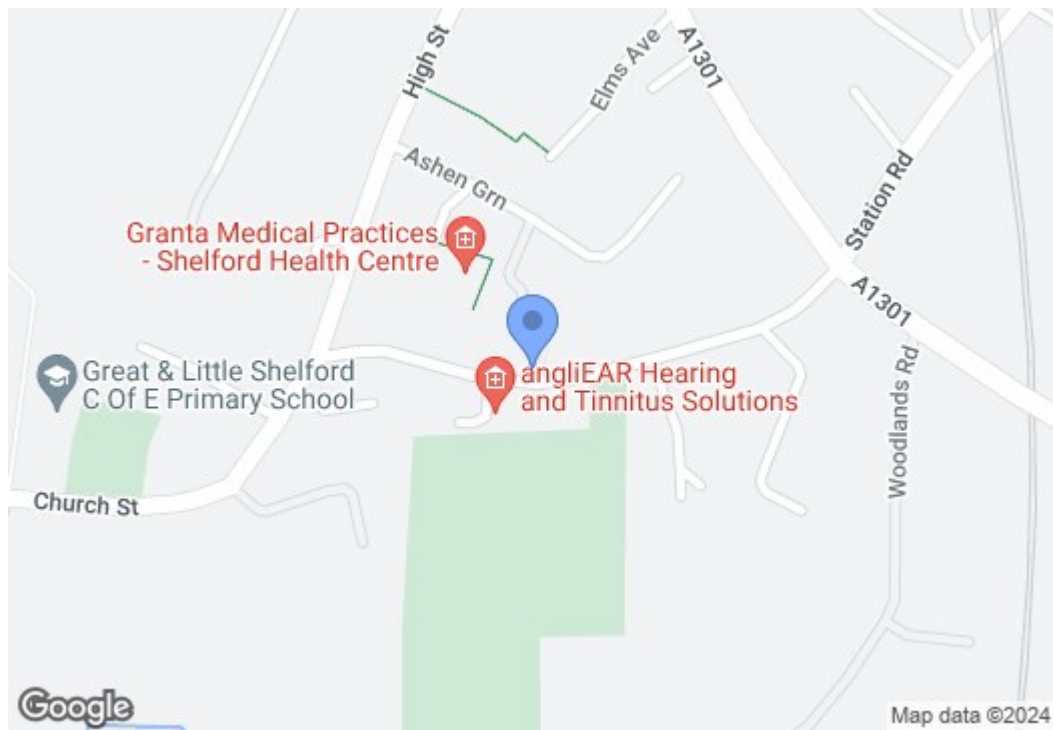 High St
Elms Ave
A1301
Ashen Grn
Station Rd
Granta Medical Practices
- Shelford Health Centre
A1301
Great & Little Shelford
C Of E Primary School
angliEAR Hearing
and Tinnitus Solutions
Woodlands Rd
Church St
Google
Map data ©2024